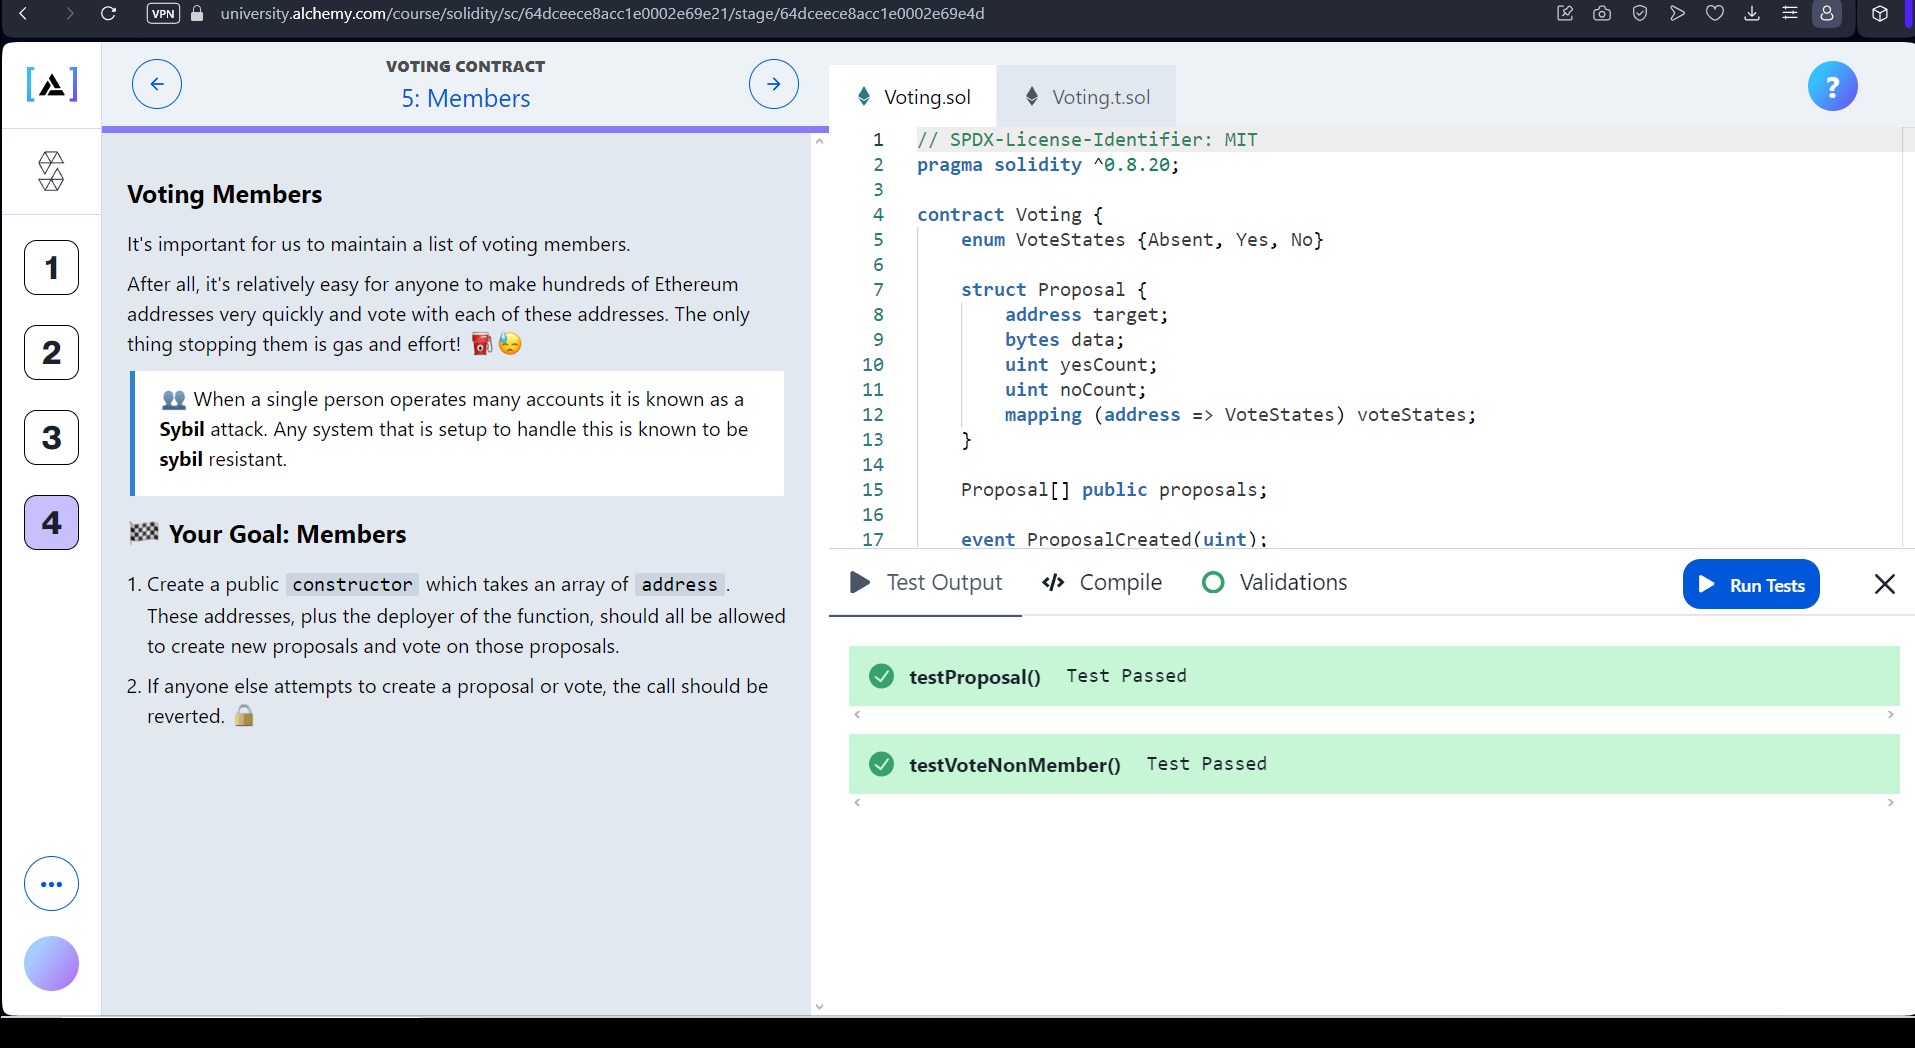 VPN
university.alchemy.com/course/solidity/sc/64dceece8acc1e0002e69e21/stage/64dceece8acc1e0002e69e4d
VOTING CONTRACT
5: Members
1
2
3
4
Voting Members
It's important for us to maintain a list of voting members.
After all, it's relatively easy for anyone to make hundreds of Ethereum
addresses very quickly and vote with each of these addresses. The only
thing stopping them is gas and effort! ⛽😓
👥 When a single person operates many accounts it is known as a
Sybil attack. Any system that is setup to handle this is known to be
sybil resistant.
🏁 Your Goal: Members
1. Create a public constructor which takes an array of address.
These addresses, plus the deployer of the function, should all be allowed
to create new proposals and vote on those proposals.
2. If anyone else attempts to create a proposal or vote, the call should be
reverted. 🔒
Voting.sol
Voting.t.sol
?
1 // SPDX-License-Identifier: MIT
2 pragma solidity ^0.8.20;
3
4 contract Voting {
5     enum VoteStates {Absent, Yes, No}
6
7     struct Proposal {
8         address target;
9         bytes data;
10         uint yesCount;
11         uint noCount;
12         mapping (address => VoteStates) voteStates;
13     }
14
15     Proposal[] public proposals;
16
17     event ProposalCreated(uint);
Test Output
</> Compile
Validations
Run Tests
testProposal() Test Passed
testVoteNonMember() Test Passed